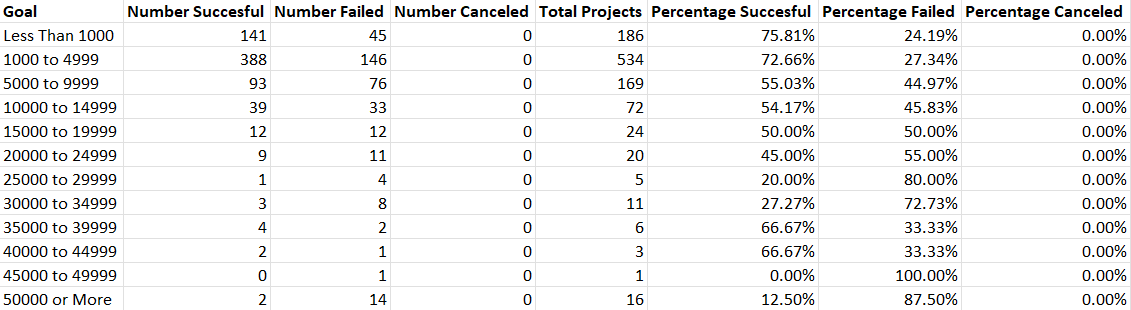 Goal Number Succesful Number Failed Number Canceled Total Projects Percentage Succesful Percentage Failed Percentage Canceled
Less Than 1000 141 45 0 186 75.81% 24.19% 0.00%
1000 to 4999 388 146 0 534 72.66% 27.34% 0.00%
5000 to 9999 93 76 0 169 55.03% 44.97% 0.00%
10000 to 14999 39 33 0 72 54.17% 45.83% 0.00%
15000 to 19999 12 12 0 24 50.00% 50.00% 0.00%
20000 to 24999 9 11 0 20 45.00% 55.00% 0.00%
25000 to 29999 1 4 0 5 20.00% 80.00% 0.00%
30000 to 34999 3 8 0 11 27.27% 72.73% 0.00%
35000 to 39999 4 2 0 6 66.67% 33.33% 0.00%
40000 to 44999 2 1 0 3 66.67% 33.33% 0.00%
45000 to 49999 0 1 0 1 0.00% 100.00% 0.00%
50000 or More 2 14 0 16 12.50% 87.50% 0.00%